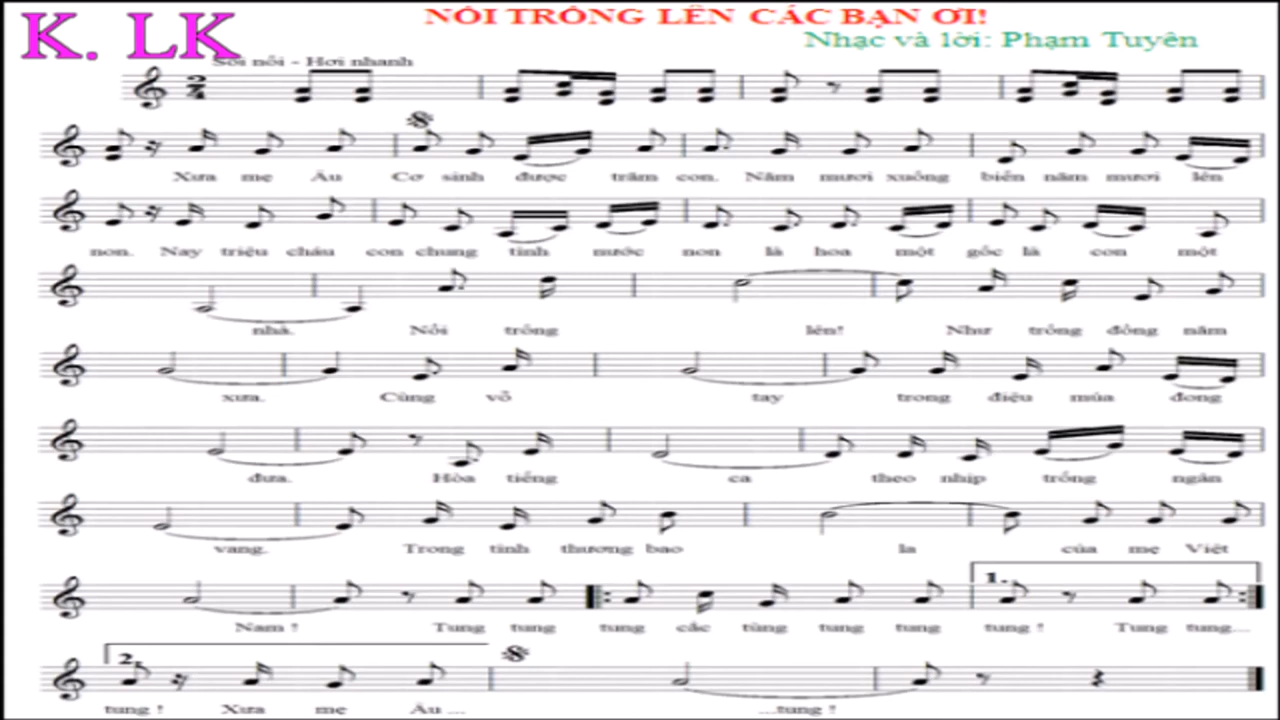 K. LK
NỔI TRỐNG LÊN CÁC BẠN ƠI!
Nhạc và lời: Phạm Tuyên
Sôi nổi - Hơi nhanh
2
4
Xưa mẹ Âu Cơ sinh được trăm con. Năm mươi xuống biển năm mươi lên
non. Nay triệu cháu con chung tình nước non là hoa một gốc là con một
nhà. Nổi trống lên! Như trống đồng năm
xưa. Cùng vỗ tay trong điệu múa đong
đưa. Hòa tiếng ca theo nhịp trống ngân
vang. Trong tình thương bao la của mẹ Việt
1.
Nam ! Tung tung tung cắc tùng tung tung tung ! Tung tung...
2.
tung ! Xưa mẹ Âu ... ...tung !